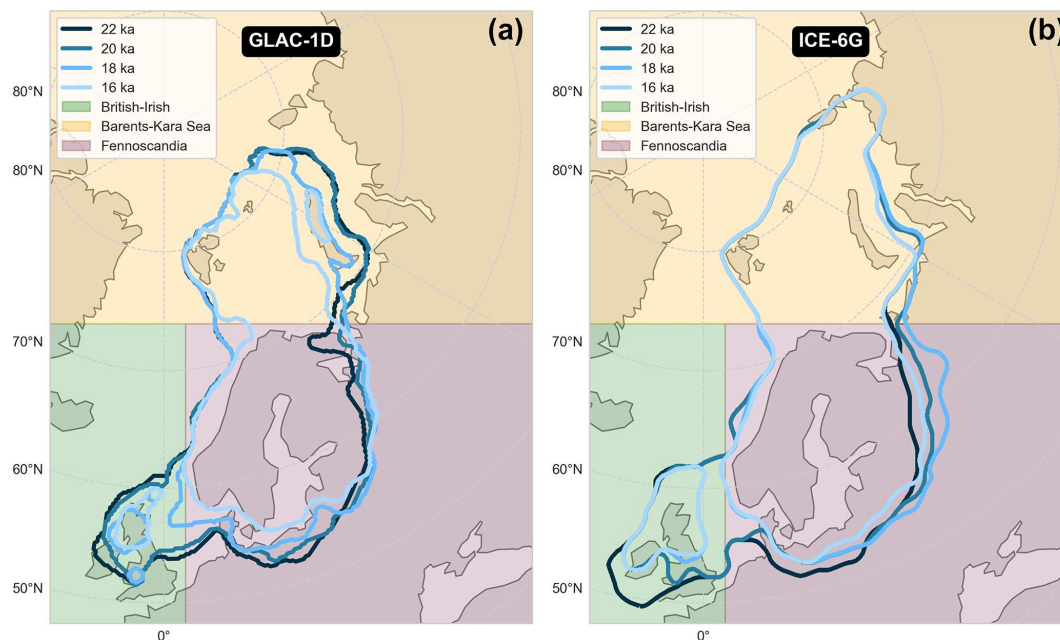 (a)
GLAC-1D
22 ka
20 ka
18 ka
16 ka
British-Irish
Barents-Kara Sea
Fennoscandia
80°N
80°N
70°N
60°N
50°N
0°
(b)
ICE-6G
22 ka
20 ka
18 ka
16 ka
British-Irish
Barents-Kara Sea
Fennoscandia
80°N
80°N
70°N
60°N
50°N
0°